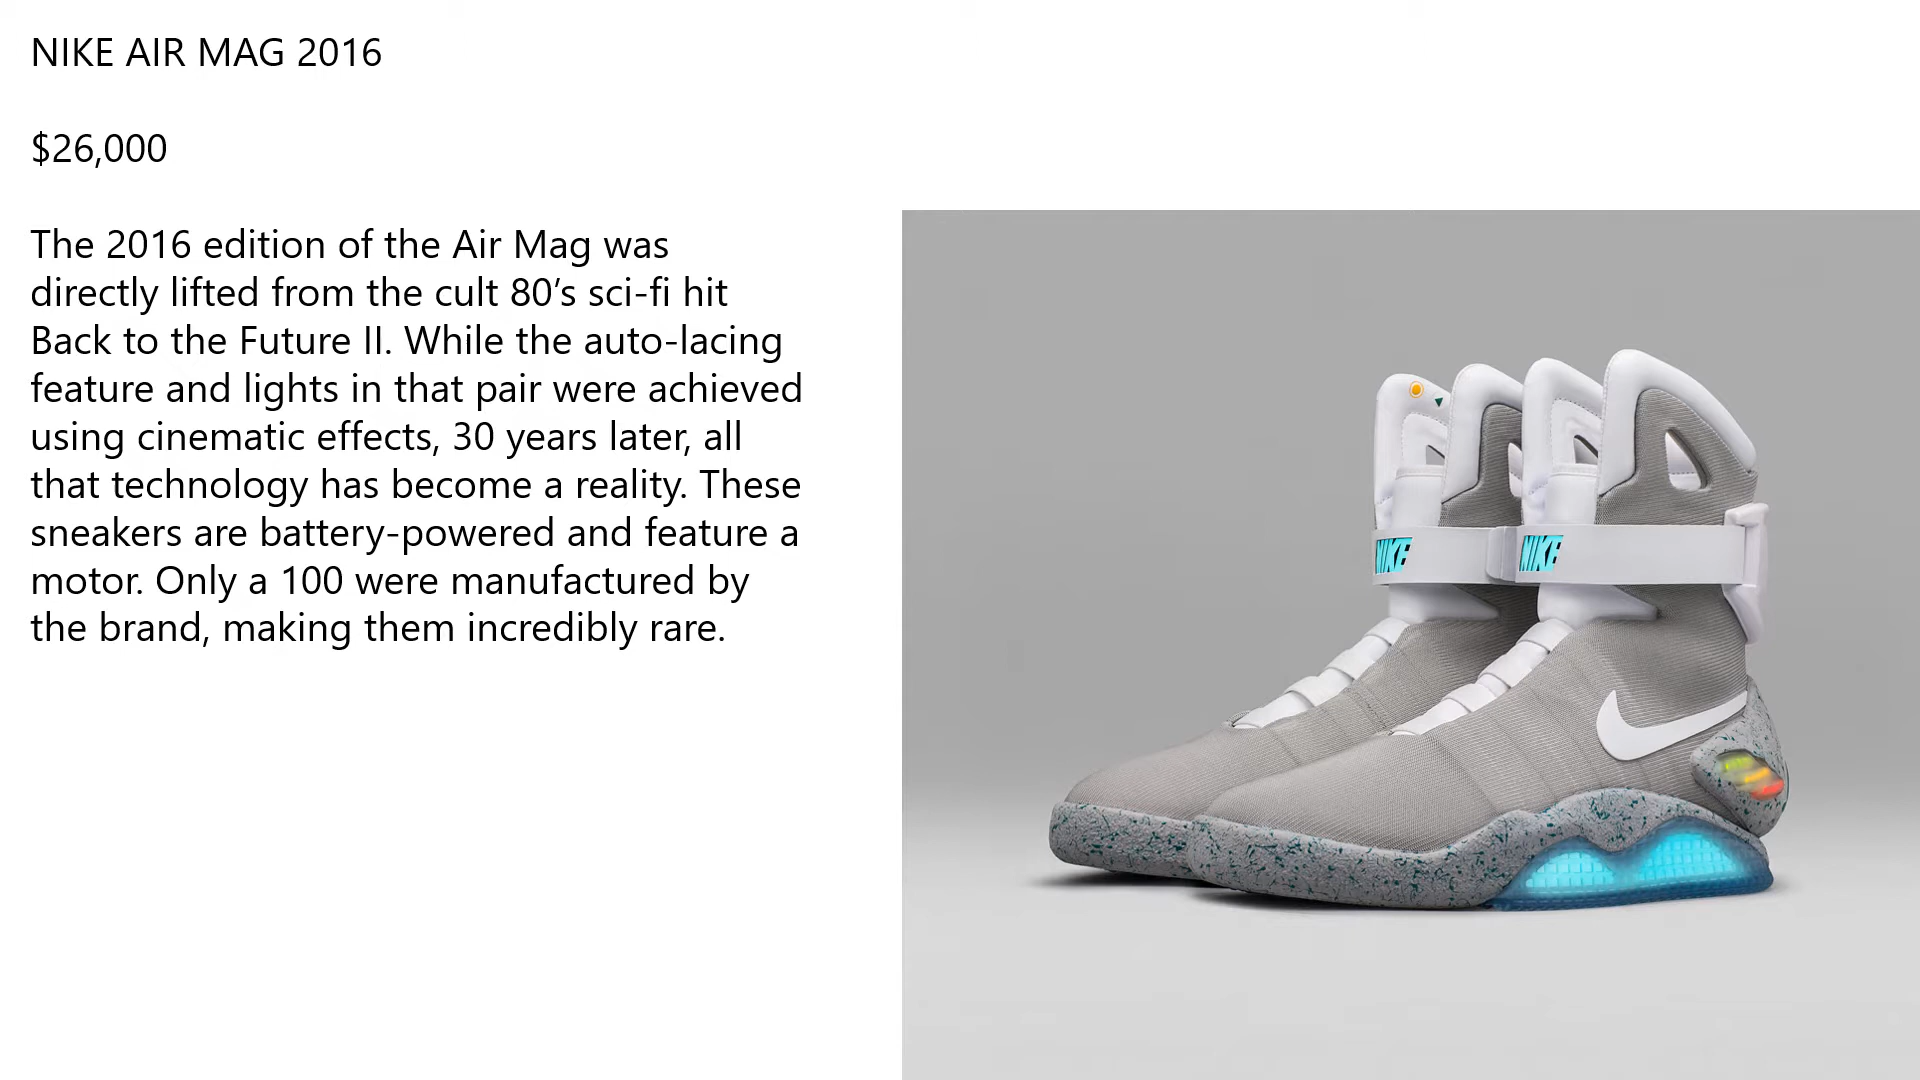 NIKE AIR MAG 2016
$26,000
The 2016 edition of the Air Mag was
directly lifted from the cult 80’s sci-fi hit
Back to the Future II. While the auto-lacing
feature and lights in that pair were achieved
using cinematic effects, 30 years later, all
that technology has become a reality. These
sneakers are battery-powered and feature a
motor. Only a 100 were manufactured by
the brand, making them incredibly rare.
NIKE NIKE